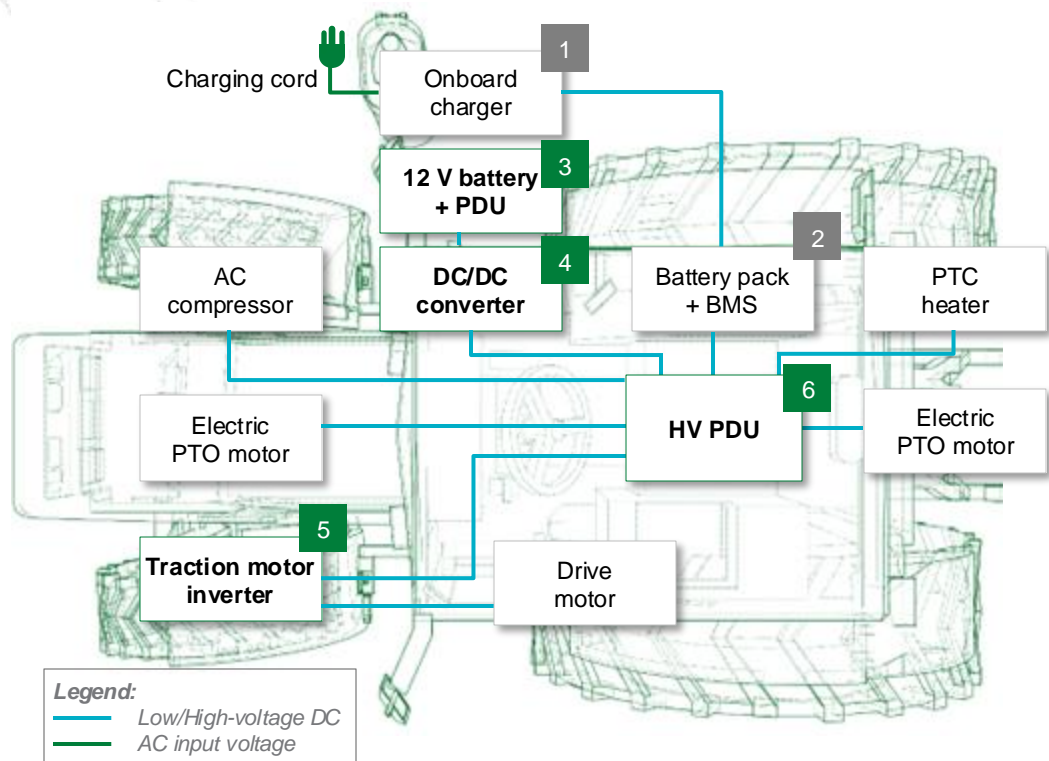 1
Charging cord
Onboard
charger
3
12 V battery
+ PDU
2
4
AC
compressor
DC/DC
converter
Battery pack
+ BMS
PTC
heater
6
Electric
PTO motor
HV PDU
Electric
PTO motor
5
Traction motor
inverter
Drive
motor
Legend:
Low/High-voltage DC
AC input voltage